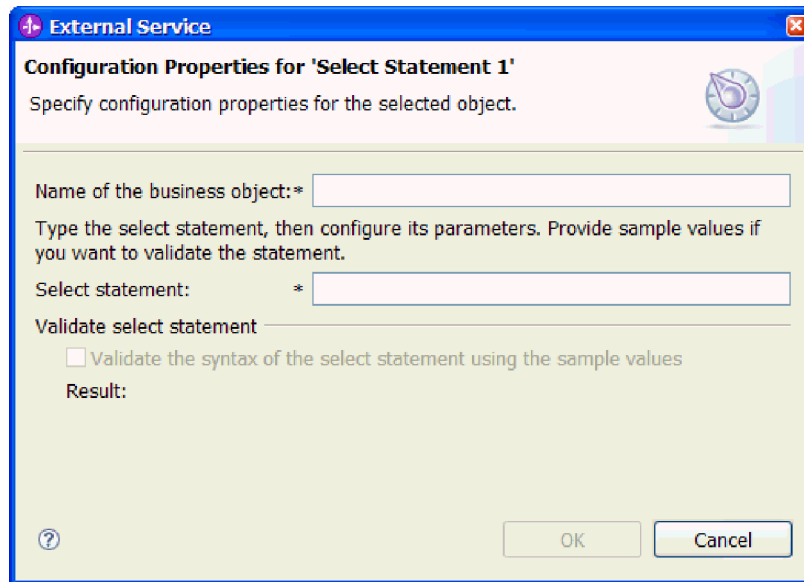 External Service
Configuration Properties for 'Select Statement 1'
Specify configuration properties for the selected object.
Name of the business object:*
Type the select statement, then configure its parameters. Provide sample values if
you want to validate the statement.
Select statement: *
Validate select statement
Validate the syntax of the select statement using the sample values
Result:
? OK Cancel